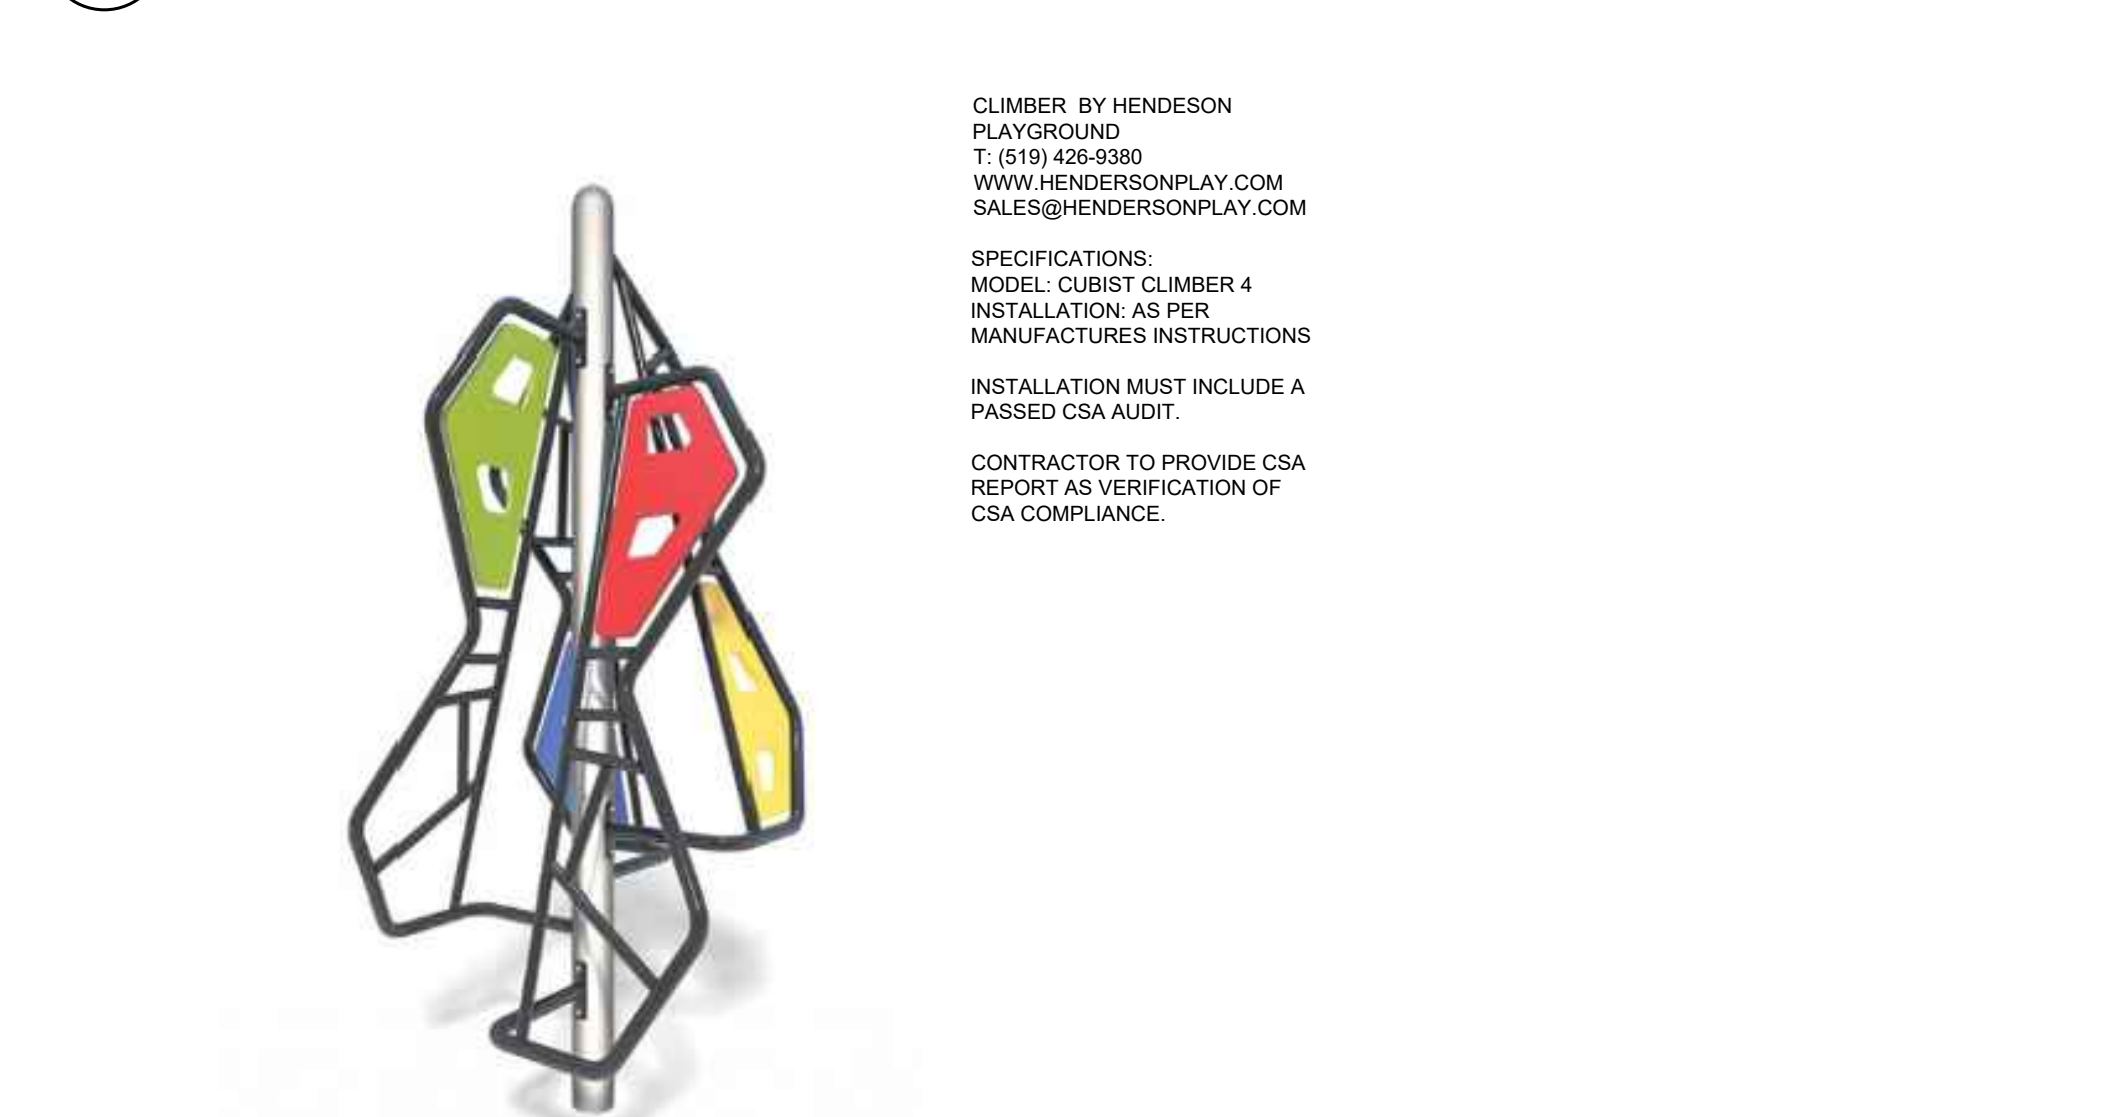 CLIMBER  BY HENDESON
PLAYGROUND
T: (519) 426-9380
WWW.HENDERSONPLAY.COM
SALES@HENDERSONPLAY.COM
SPECIFICATIONS:
MODEL: CUBIST CLIMBER 4
INSTALLATION: AS PER
MANUFACTURES INSTRUCTIONS
INSTALLATION MUST INCLUDE A
PASSED CSA AUDIT.
CONTRACTOR TO PROVIDE CSA
REPORT AS VERIFICATION OF
CSA COMPLIANCE.